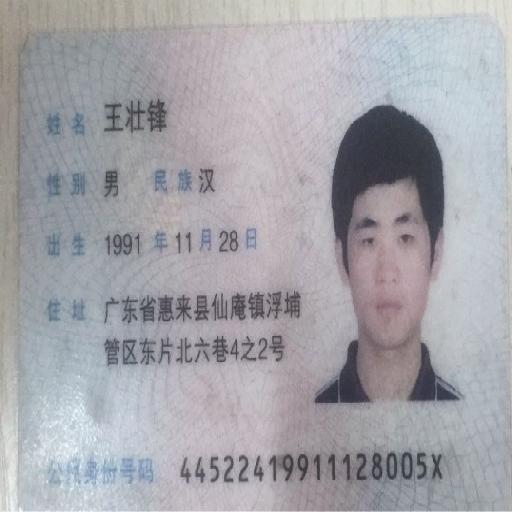 姓名 王壮锋
性别 男 民族 汉
出生 1991 年 11 月 28 日
住址 广东省惠来县仙庵镇浮埔
管区东片北六巷4之2号
公民身份号码 44522419911128005X